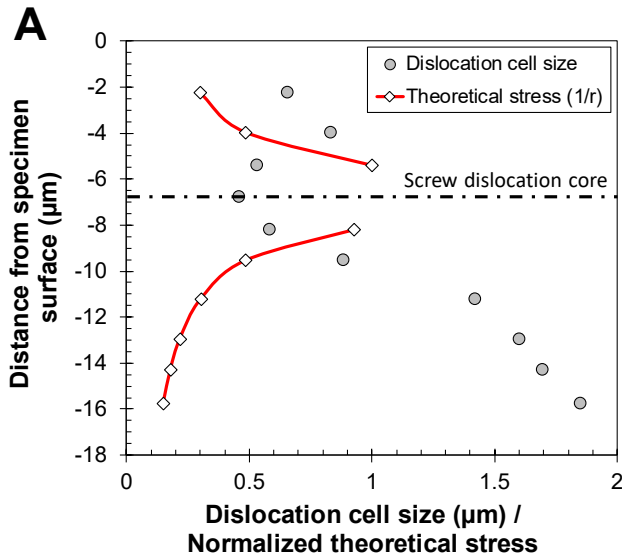 A
0
-2
-4
-6
-8
-10
-12
-14
-16
-18
Distance from specimen
surface (µm)
Dislocation cell size
Theoretical stress (1/r)
Screw dislocation core
0
0.5
1
1.5
2
Dislocation cell size (µm) /
Normalized theoretical stress